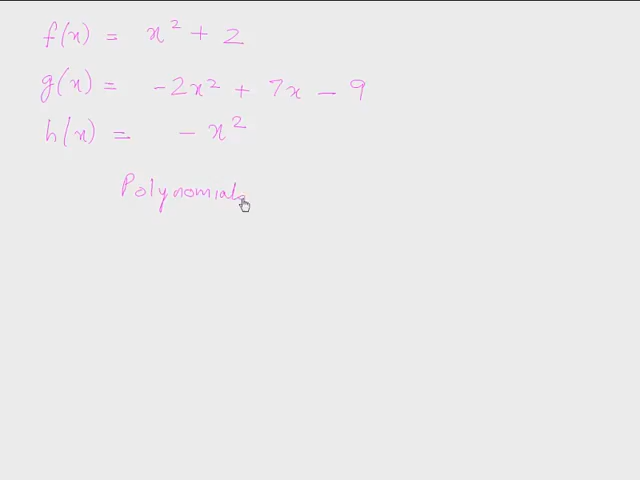 f(x) = x² + 2
g(x) = -2x² + 7x - 9
h(x) = -x²
Polynomials